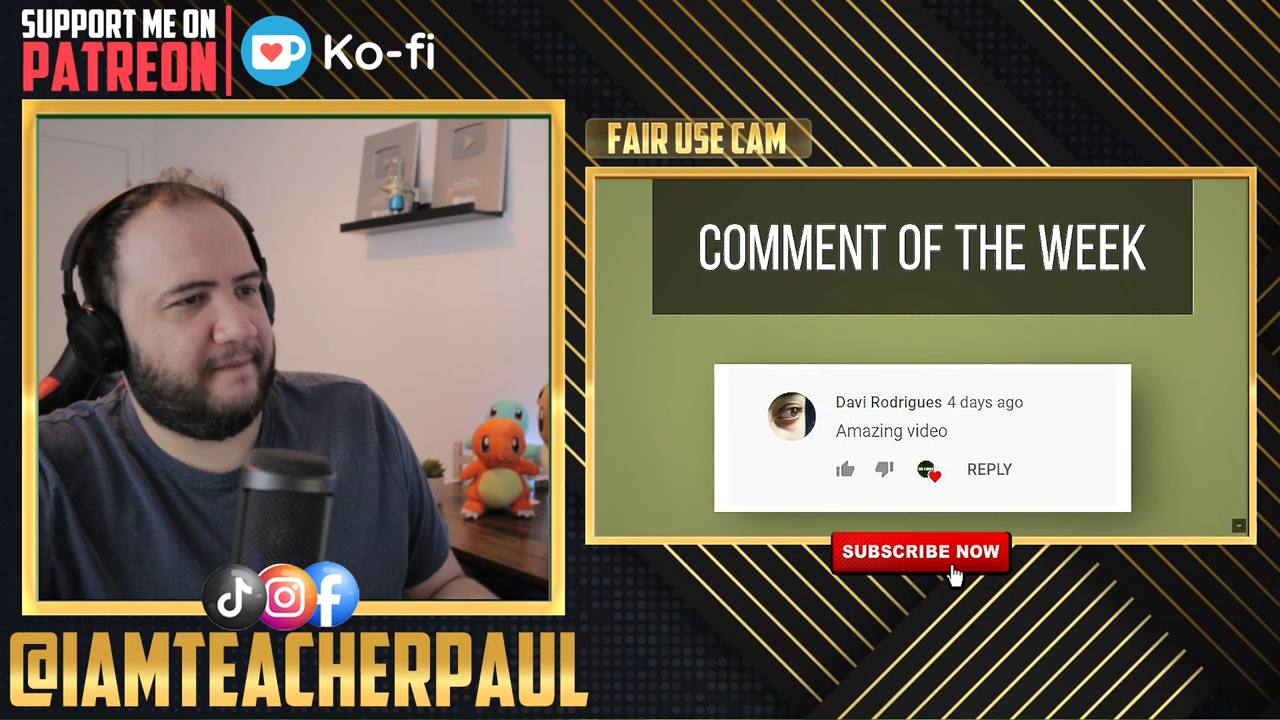 SUPPORT ME ON
PATREON
Ko-fi
FAIR USE CAM
COMMENT OF THE WEEK
Davi Rodrigues 4 days ago
Amazing video
REPLY
SUBSCRIBE NOW
@IAMTEACHERPAUL